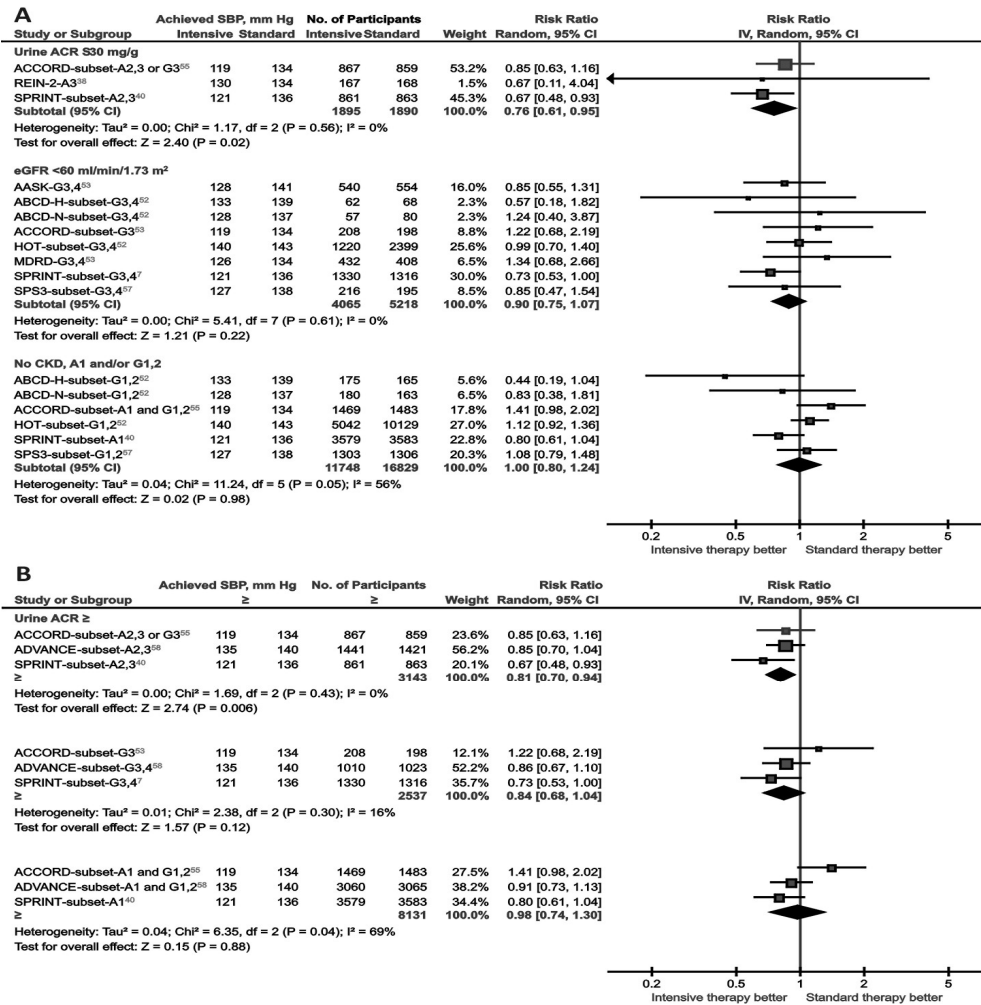 A
Achieved SBP, mm Hg No. of Participants Risk Ratio Risk Ratio
Study or Subgroup Intensive Standard Intensive Standard Weight Random, 95% CI IV, Random, 95% CI
Urine ACR S30 mg/g
ACCORD-subset-A2,3 or G3⁵⁵ 119 134 867 859 53.2% 0.85 [0.63, 1.16]
REIN-2-A3³⁸ 130 134 167 168 1.5% 0.67 [0.11, 4.04]
SPRINT-subset-A2,3⁴⁰ 121 136 861 863 45.3% 0.67 [0.48, 0.93]
Subtotal (95% CI) 1895 1890 100.0% 0.76 [0.61, 0.95]
Heterogeneity: Tau² = 0.00; Chi² = 1.17, df = 2 (P = 0.56); I² = 0%
Test for overall effect: Z = 2.40 (P = 0.02)
eGFR <60 ml/min/1.73 m²
AASK-G3,4⁵³ 128 141 540 554 16.0% 0.85 [0.55, 1.31]
ABCD-H-subset-G3,4⁵² 133 139 62 68 2.3% 0.57 [0.18, 1.82]
ABCD-N-subset-G3,4⁵² 128 137 57 80 2.3% 1.24 [0.40, 3.87]
ACCORD-subset-G3⁵³ 119 134 208 198 8.8% 1.22 [0.68, 2.19]
HOT-subset-G3,4⁵² 140 143 1220 2399 25.6% 0.99 [0.70, 1.40]
MDRD-G3,4⁵³ 126 134 432 408 6.5% 1.34 [0.68, 2.66]
SPRINT-subset-G3,4⁷ 121 136 1330 1316 30.0% 0.73 [0.53, 1.00]
SPS3-subset-G3,4⁵⁷ 127 138 216 195 8.5% 0.85 [0.47, 1.54]
Subtotal (95% CI) 4065 5218 100.0% 0.90 [0.75, 1.07]
Heterogeneity: Tau² = 0.00; Chi² = 5.41, df = 7 (P = 0.61); I² = 0%
Test for overall effect: Z = 1.21 (P = 0.22)
No CKD, A1 and/or G1,2
ABCD-H-subset-G1,2⁵² 133 139 175 165 5.6% 0.44 [0.19, 1.04]
ABCD-N-subset-G1,2⁵² 128 137 180 163 6.5% 0.83 [0.38, 1.81]
ACCORD-subset-A1 and G1,2⁵⁵ 119 134 1469 1483 17.8% 1.41 [0.98, 2.02]
HOT-subset-G1,2⁵² 140 143 5042 10129 27.0% 1.12 [0.92, 1.36]
SPRINT-subset-A1⁴⁰ 121 136 3579 3583 22.8% 0.80 [0.61, 1.04]
SPS3-subset-G1,2⁵⁷ 127 138 1303 1306 20.3% 1.08 [0.79, 1.48]
Subtotal (95% CI) 11748 16829 100.0% 1.00 [0.80, 1.24]
Heterogeneity: Tau² = 0.04; Chi² = 11.24, df = 5 (P = 0.05); I² = 56%
Test for overall effect: Z = 0.02 (P = 0.98)
0.2 0.5 1 2 5
Intensive therapy better Standard therapy better
B
Achieved SBP, mm Hg No. of Participants Risk Ratio Risk Ratio
Study or Subgroup ≥ ≥ Weight Random, 95% CI IV, Random, 95% CI
Urine ACR ≥
ACCORD-subset-A2,3 or G3⁵⁵ 119 134 867 859 23.6% 0.85 [0.63, 1.16]
ADVANCE-subset-A2,3⁵⁸ 135 140 1441 1421 56.2% 0.85 [0.70, 1.04]
SPRINT-subset-A2,3⁴⁰ 121 136 861 863 20.1% 0.67 [0.48, 0.93]
≥ 3143 100.0% 0.81 [0.70, 0.94]
Heterogeneity: Tau² = 0.00; Chi² = 1.69, df = 2 (P = 0.43); I² = 0%
Test for overall effect: Z = 2.74 (P = 0.006)
ACCORD-subset-G3⁵³ 119 134 208 198 12.1% 1.22 [0.68, 2.19]
ADVANCE-subset-G3,4⁵⁸ 135 140 1010 1023 52.2% 0.86 [0.67, 1.10]
SPRINT-subset-G3,4⁷ 121 136 1330 1316 35.7% 0.73 [0.53, 1.00]
≥ 2537 100.0% 0.84 [0.68, 1.04]
Heterogeneity: Tau² = 0.01; Chi² = 2.38, df = 2 (P = 0.30); I² = 16%
Test for overall effect: Z = 1.57 (P = 0.12)
ACCORD-subset-A1 and G1,2⁵⁵ 119 134 1469 1483 27.5% 1.41 [0.98, 2.02]
ADVANCE-subset-A1 and G1,2⁵⁸ 135 140 3060 3065 38.2% 0.91 [0.73, 1.13]
SPRINT-subset-A1⁴⁰ 121 136 3579 3583 34.4% 0.80 [0.61, 1.04]
≥ 8131 100.0% 0.98 [0.74, 1.30]
Heterogeneity: Tau² = 0.04; Chi² = 6.35, df = 2 (P = 0.04); I² = 69%
Test for overall effect: Z = 0.15 (P = 0.88)
0.2 0.5 1 2 5
Intensive therapy better Standard therapy better